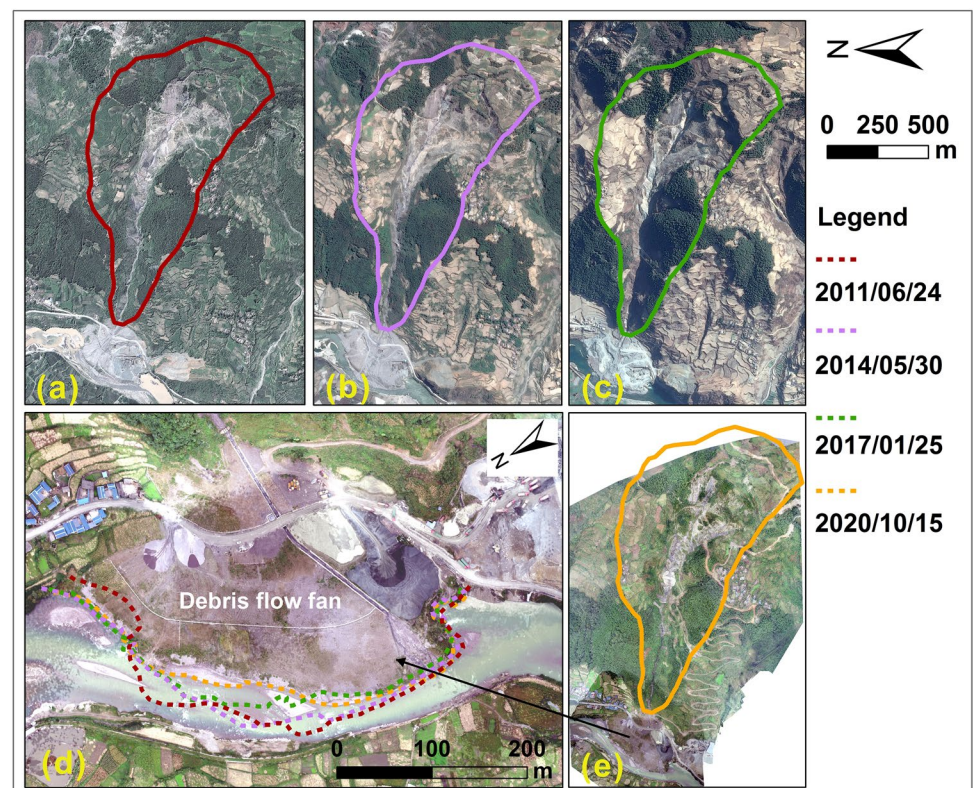 (a)
(b)
(c)
N
0 250 500
m
Legend
2011/06/24
2014/05/30
2017/01/25
2020/10/15
N
Debris flow fan
0 100 200
m
(d)
(e)